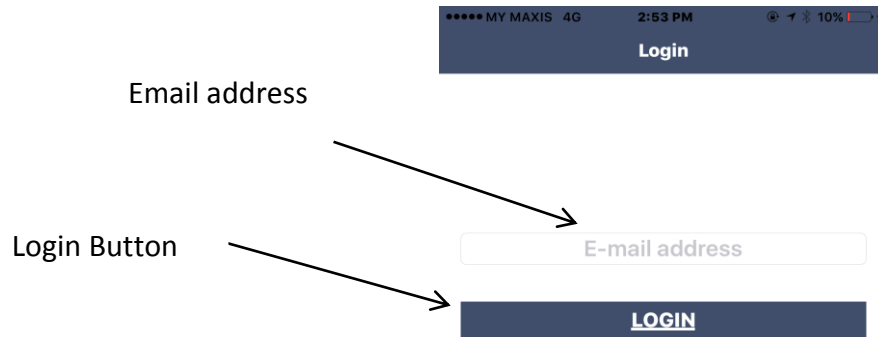 ●●●●● MY MAXIS 4G 2:53 PM 10%
Login
Email address
E-mail address
Login Button
LOGIN